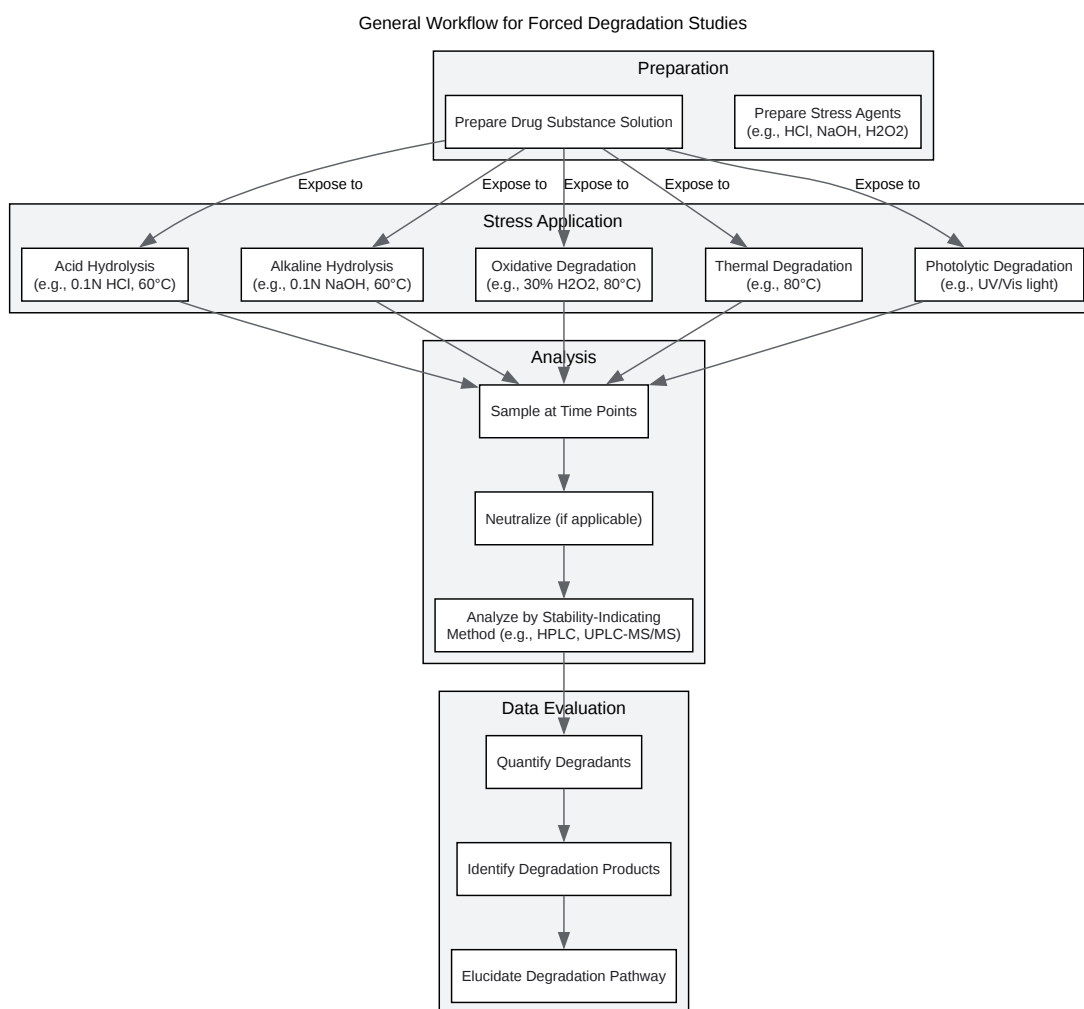 General Workflow for Forced Degradation Studies
Preparation
Prepare Drug Substance Solution
Prepare Stress Agents
(e.g., HCl, NaOH, H2O2)
Expose to
Expose to
Expose to
Expose to
Expose to
Stress Application
Acid Hydrolysis
(e.g., 0.1N HCl, 60°C)
Alkaline Hydrolysis
(e.g., 0.1N NaOH, 60°C)
Oxidative Degradation
(e.g., 30% H2O2, 80°C)
Thermal Degradation
(e.g., 80°C)
Photolytic Degradation
(e.g., UV/Vis light)
Analysis
Sample at Time Points
Neutralize (if applicable)
Analyze by Stability-Indicating
Method (e.g., HPLC, UPLC-MS/MS)
Data Evaluation
Quantify Degradants
Identify Degradation Products
Elucidate Degradation Pathway